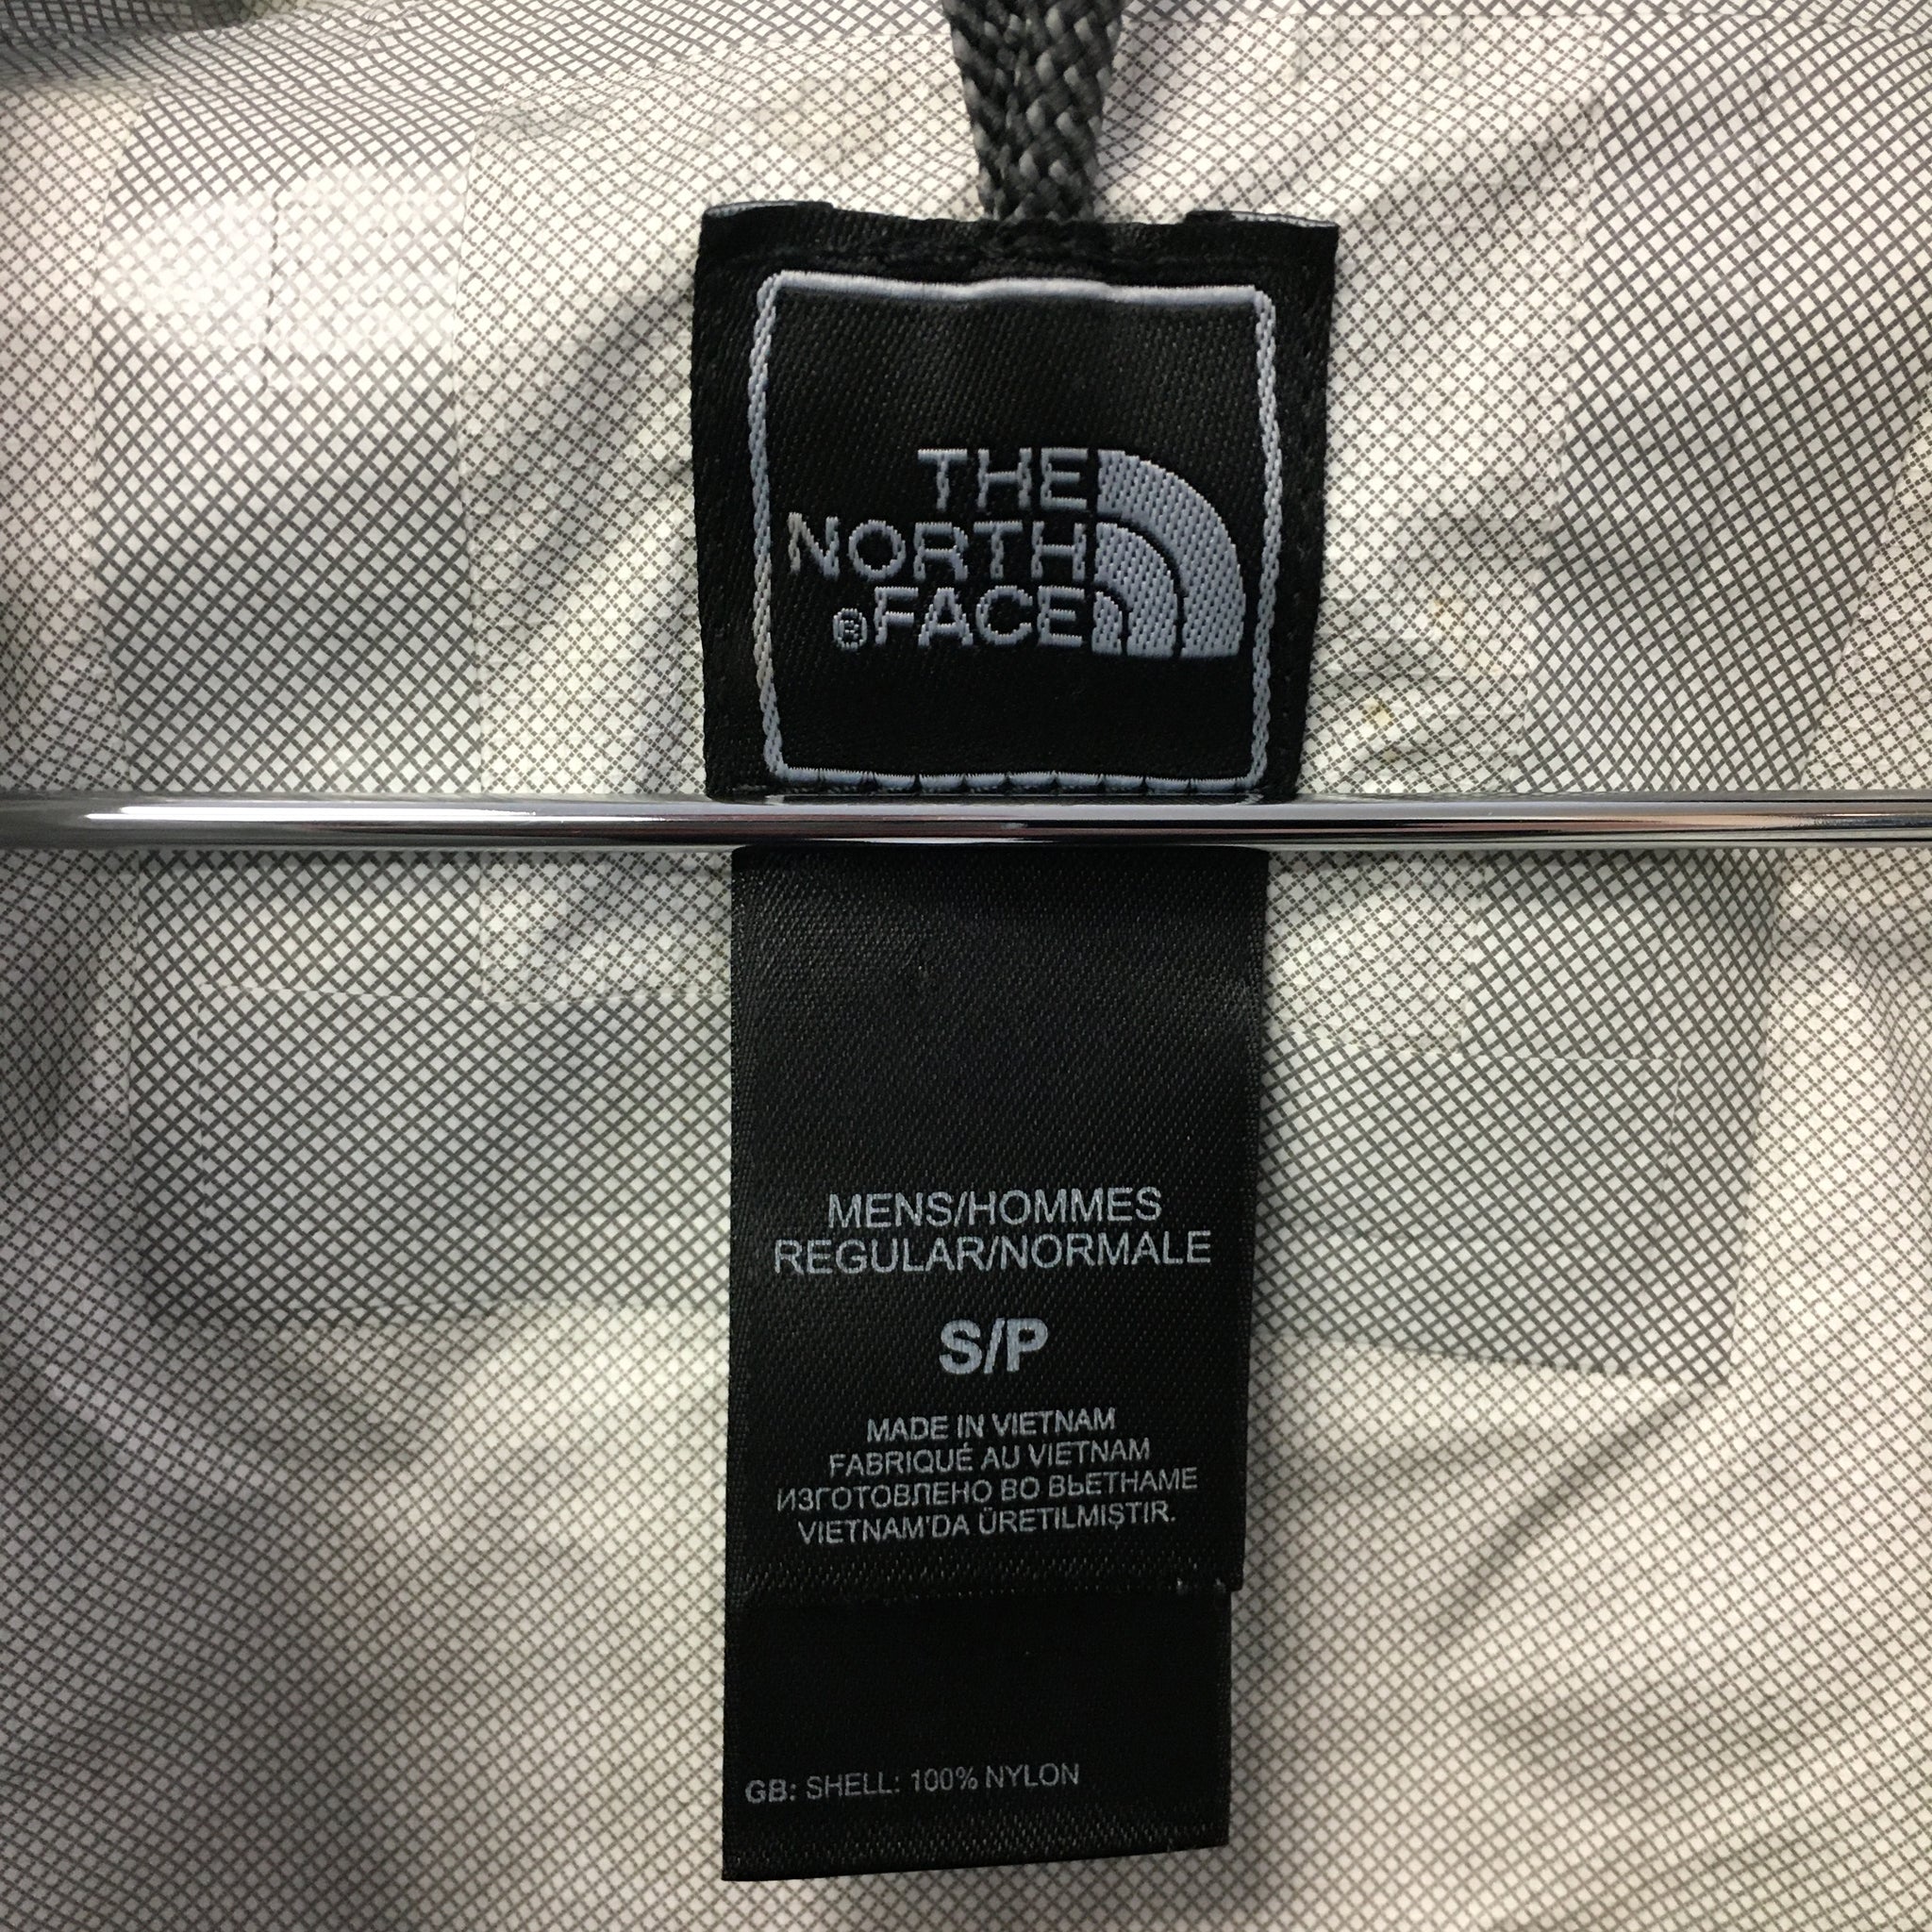 THE
NORTH
®FACE
MENS/HOMMES
REGULAR/NORMALE
S/P
MADE IN VIETNAM
FABRIQUÉ AU VIETNAM
ИЗГОТОВЛЕНО ВО ВЬЕТНАМЕ
VIETNAM'DA ÜRETILMIŞTIR.
GB: SHELL: 100% NYLON